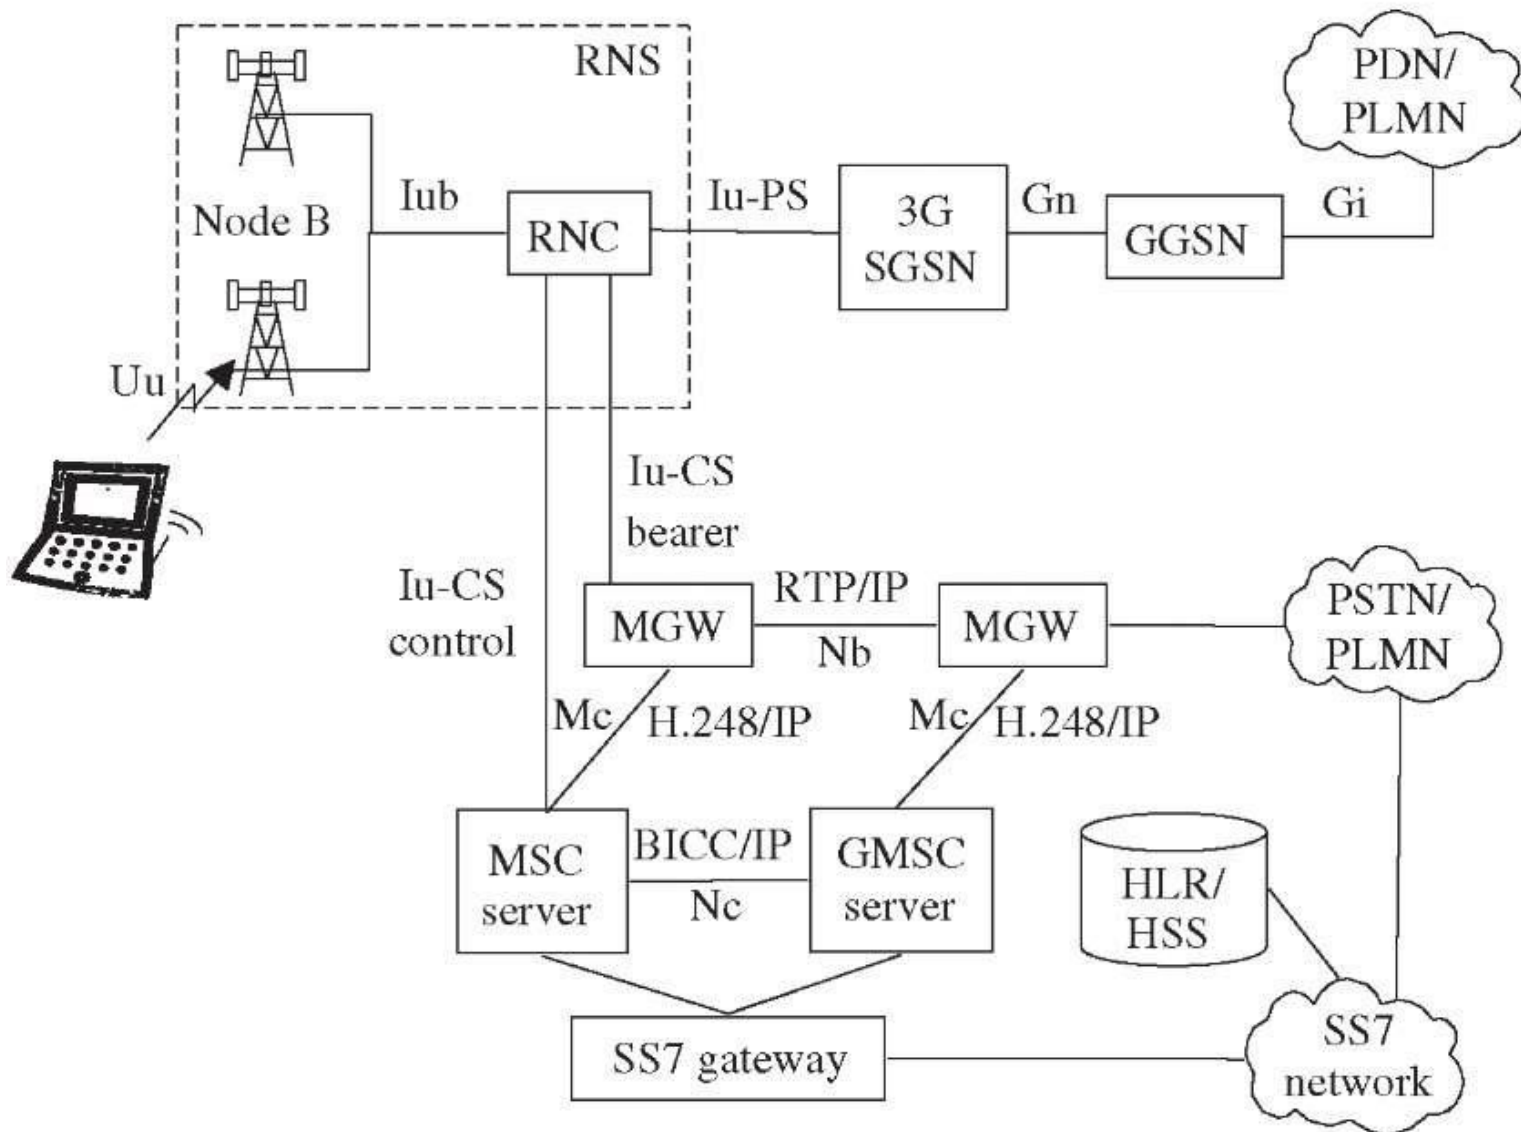 RNS
PDN/
PLMN
Node B
Iub
RNC
Iu-PS
3G
SGSN
Gn
GGSN
Gi
Uu
Iu-CS
bearer
Iu-CS
control
MGW
RTP/IP
Nb
MGW
PSTN/
PLMN
Mc
H.248/IP
Mc
H.248/IP
MSC
server
BICC/IP
Nc
GMSC
server
HLR/
HSS
SS7 gateway
SS7
network